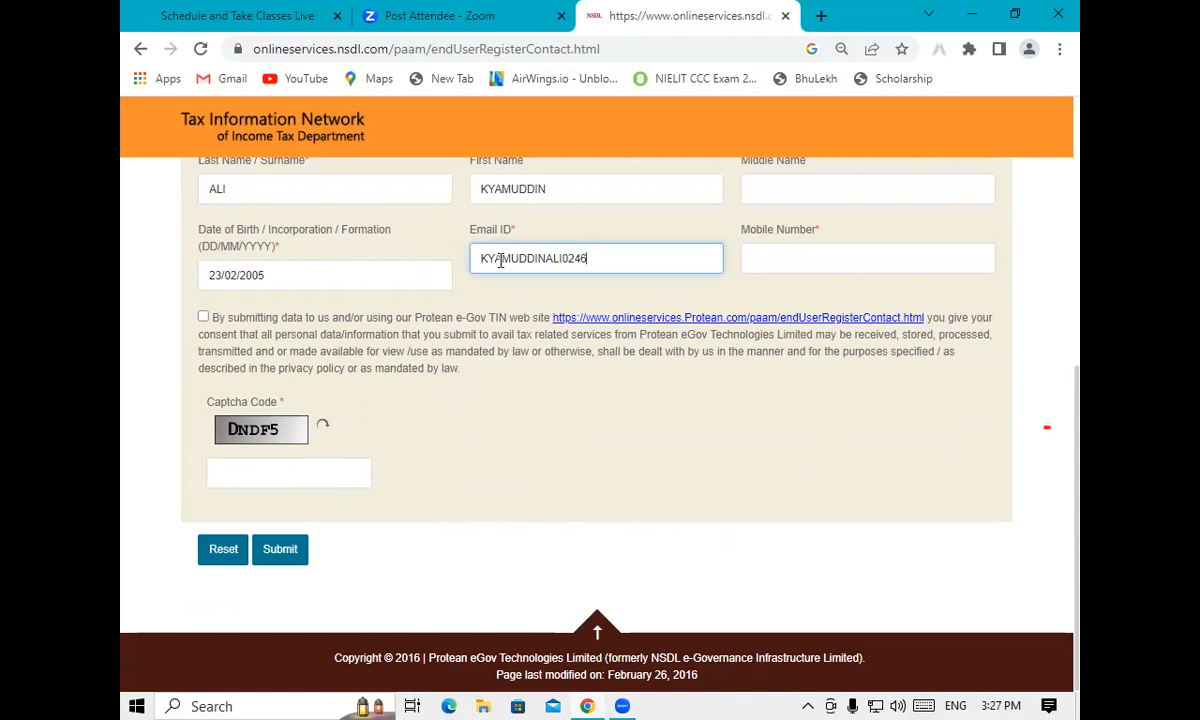 Schedule and Take Classes Live
Post Attendee - Zoom
NSDL https://www.onlineservices.nsdl.c
onlineservices.nsdl.com/paam/endUserRegisterContact.html
Apps Gmail YouTube Maps New Tab AirWings.io - Unblo... NIELIT CCC Exam 2... BhuLekh Scholarship
Tax Information Network
of Income Tax Department
Last Name / Surname* First Name Middle Name
ALI KYAMUDDIN
Date of Birth / Incorporation / Formation Email ID* Mobile Number*
(DD/MM/YYYY)*
KYAMUDDINALI0246
23/02/2005
By submitting data to us and/or using our Protean e-Gov TIN web site https://www.onlineservices.Protean.com/paam/endUserRegisterContact.html you give your
consent that all personal data/information that you submit to avail tax related services from Protean eGov Technologies Limited may be received, stored, processed,
transmitted and or made available for view /use as mandated by law or otherwise, shall be dealt with by us in the manner and for the purposes specified / as
described in the privacy policy or as mandated by law.
Captcha Code *
DNDF5
Reset Submit
Copyright © 2016 | Protean eGov Technologies Limited (formerly NSDL e-Governance Infrastructure Limited).
Page last modified on: February 26, 2016
Search ENG 3:27 PM